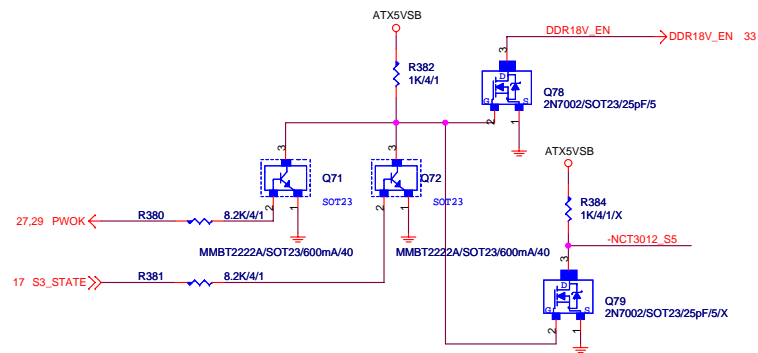 ATX5VSB
DDR18V_EN
DDR18V_EN 33
3
R382
1K/4/1
D
G
S
Q78
2N7002/SOT23/25pF/5
2
1
3
3
Q71
SOT23
Q72
SOT23
ATX5VSB
R384
1K/4/1/X
2
1
2
1
27,29 PWOK
R380
8.2K/4/1
-NCT3012_S5
MMBT2222A/SOT23/600mA/40
MMBT2222A/SOT23/600mA/40
3
17 S3_STATE
R381
8.2K/4/1
D
G
S
Q79
2N7002/SOT23/25pF/5/X
2
1